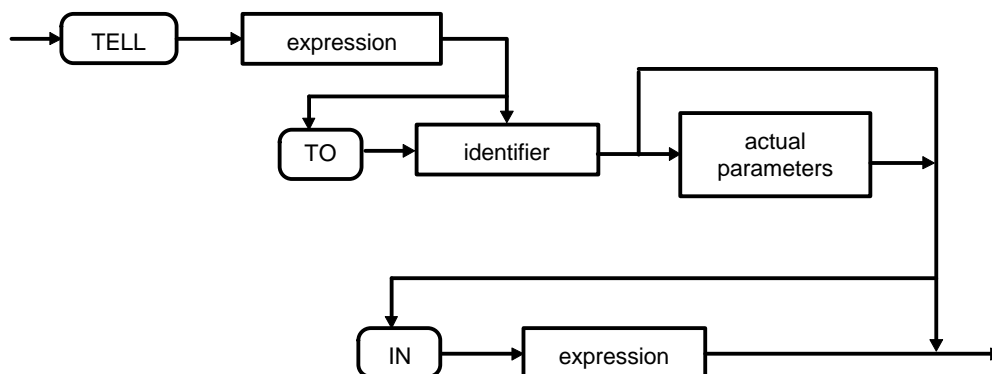 TELL
expression
TO
identifier
actual
parameters
IN
expression